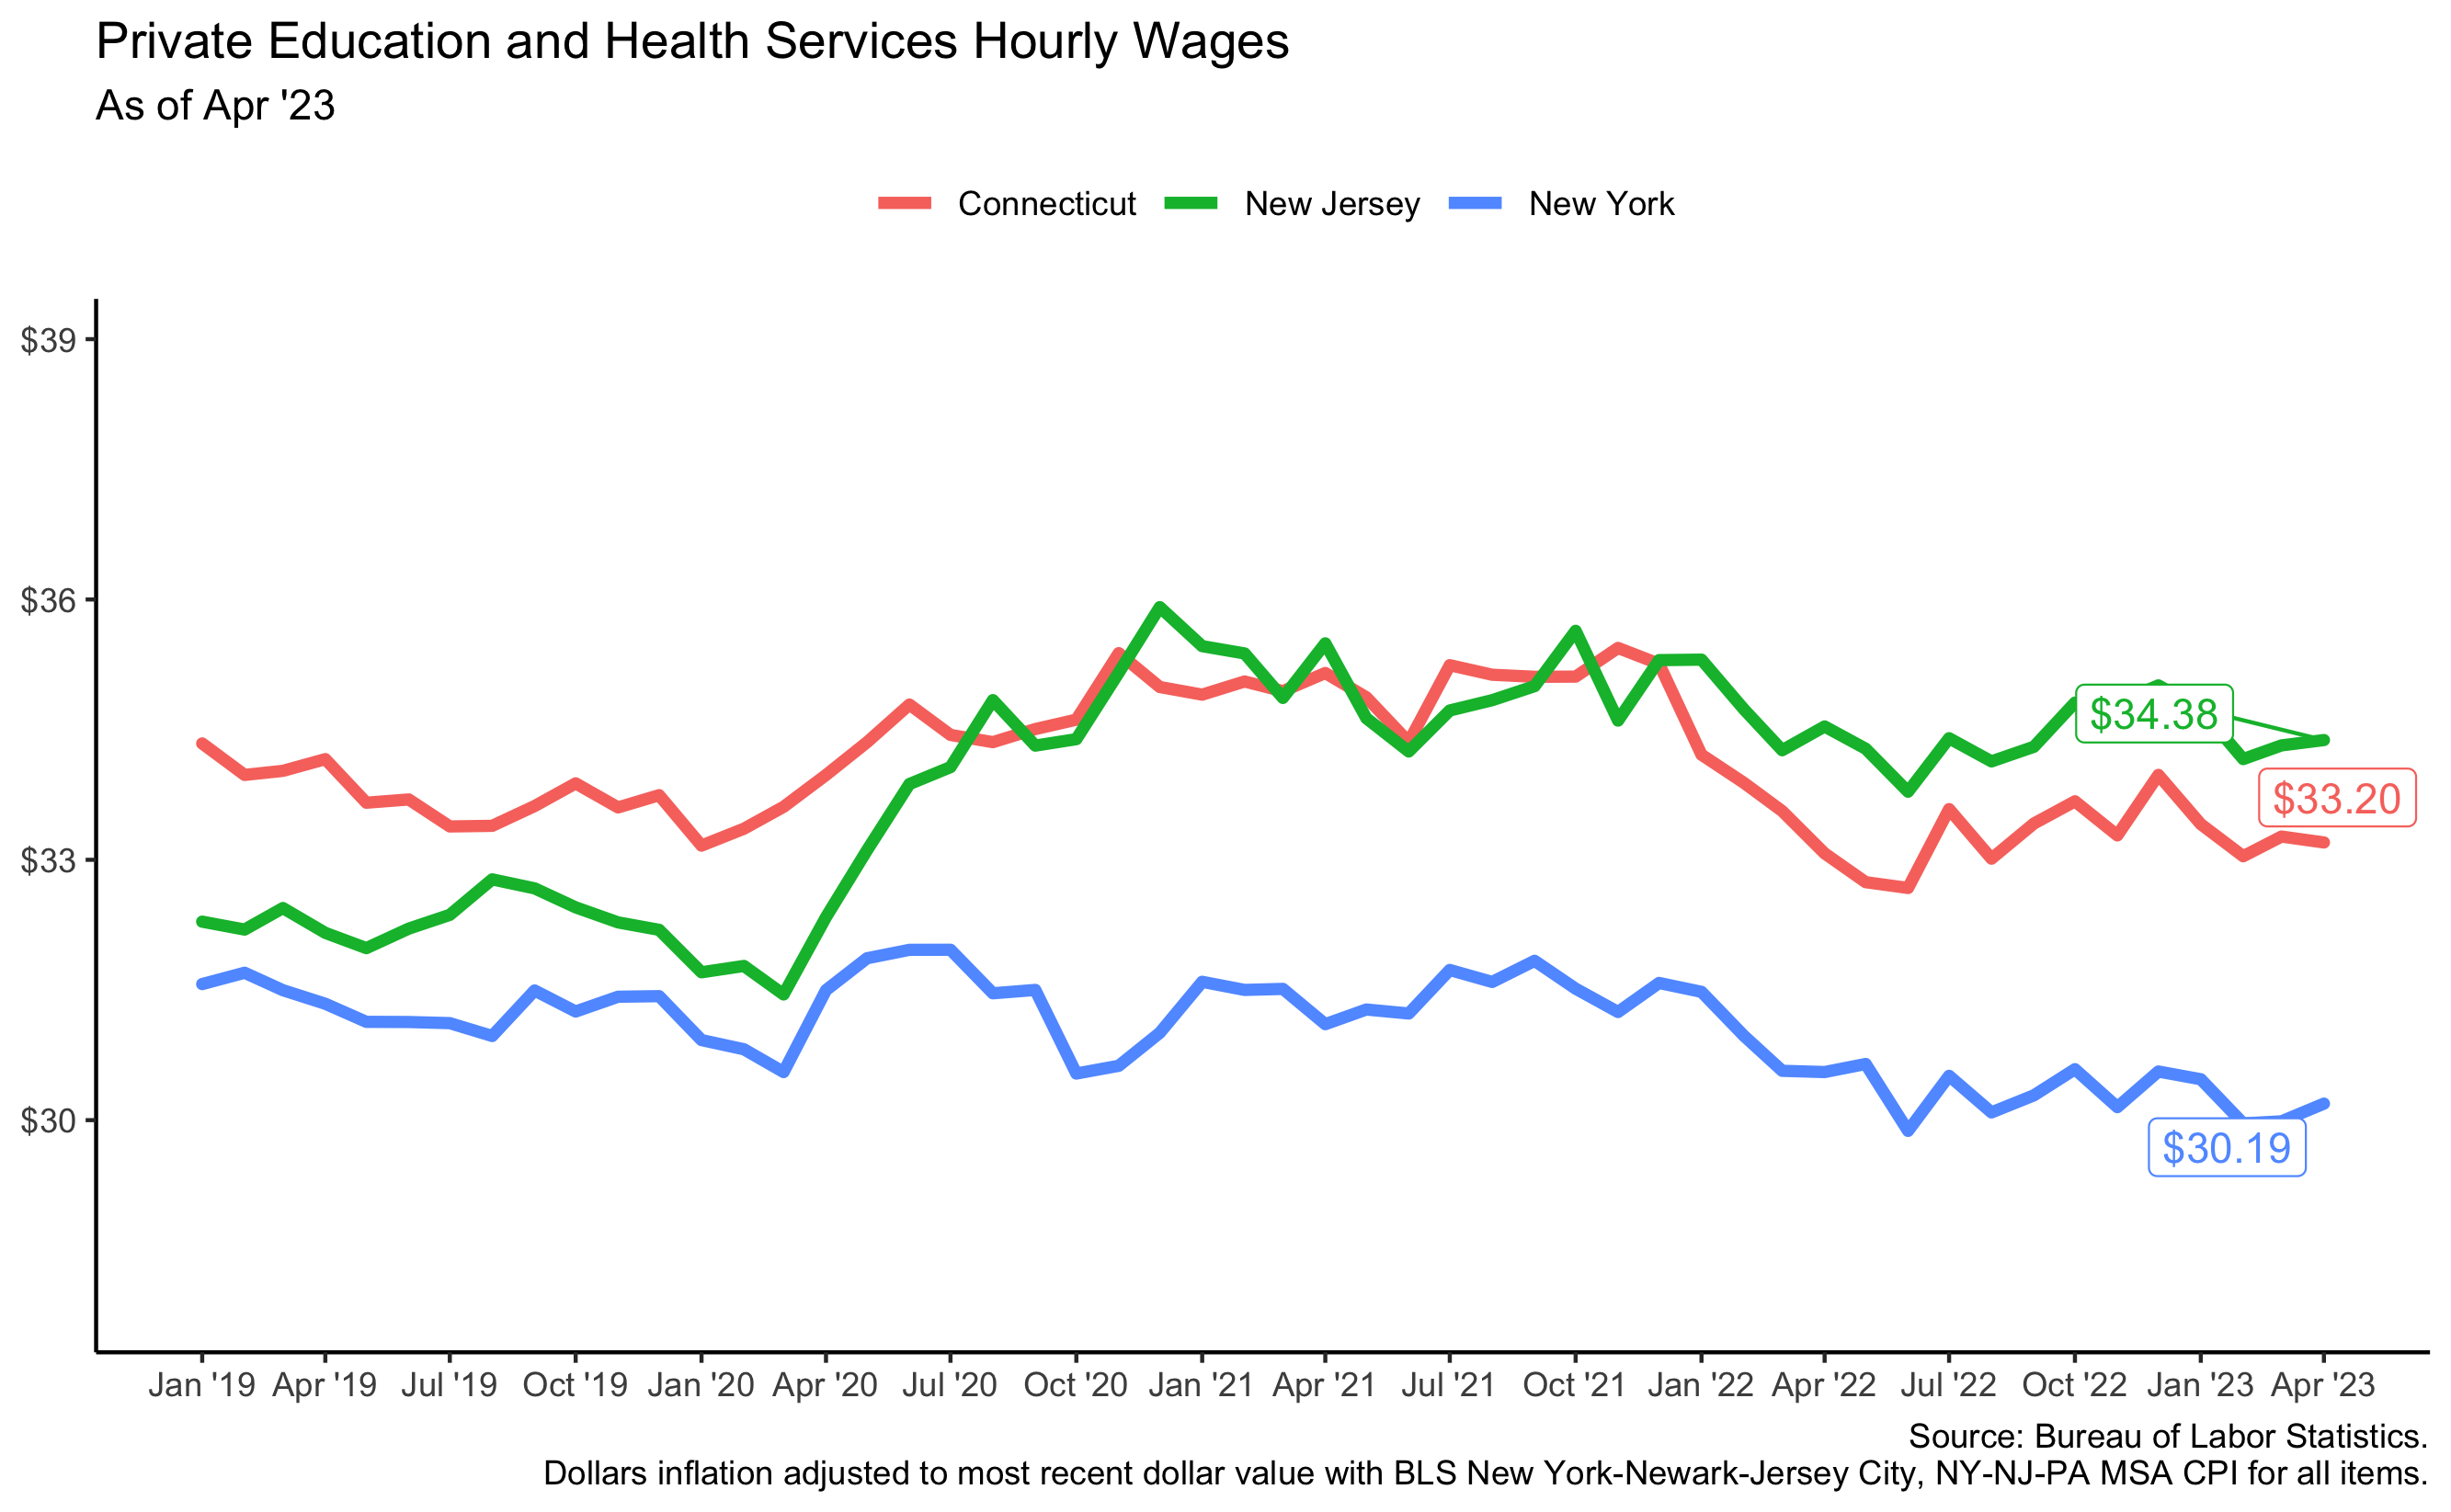 Private Education and Health Services Hourly Wages
As of Apr '23
Connecticut New Jersey New York
$39
$36
$33
$30
$34.38
$33.20
$30.19
Jan '19 Apr '19 Jul '19 Oct '19 Jan '20 Apr '20 Jul '20 Oct '20 Jan '21 Apr '21 Jul '21 Oct '21 Jan '22 Apr '22 Jul '22 Oct '22 Jan '23 Apr '23
Source: Bureau of Labor Statistics.
Dollars inflation adjusted to most recent dollar value with BLS New York-Newark-Jersey City, NY-NJ-PA MSA CPI for all items.